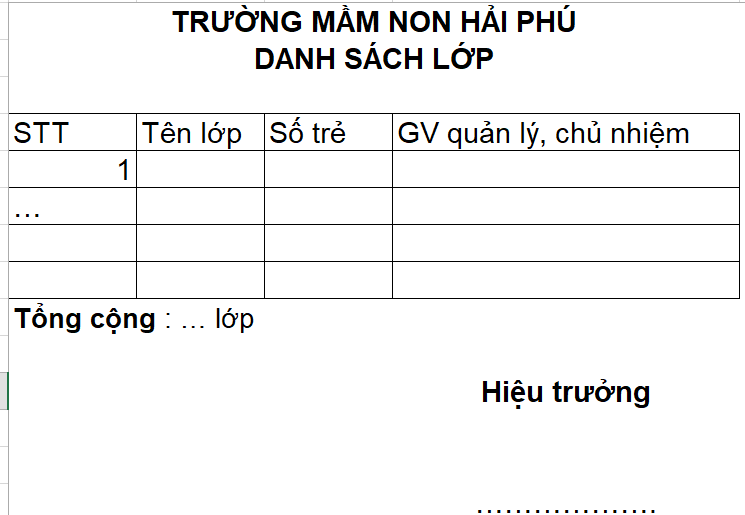 TRƯỜNG MẦM NON HẢI PHÚ
DANH SÁCH LỚP
STT Tên lớp Số trẻ GV quản lý, chủ nhiệm
1
...
Tổng cộng : ... lớp
Hiệu trưởng
...................